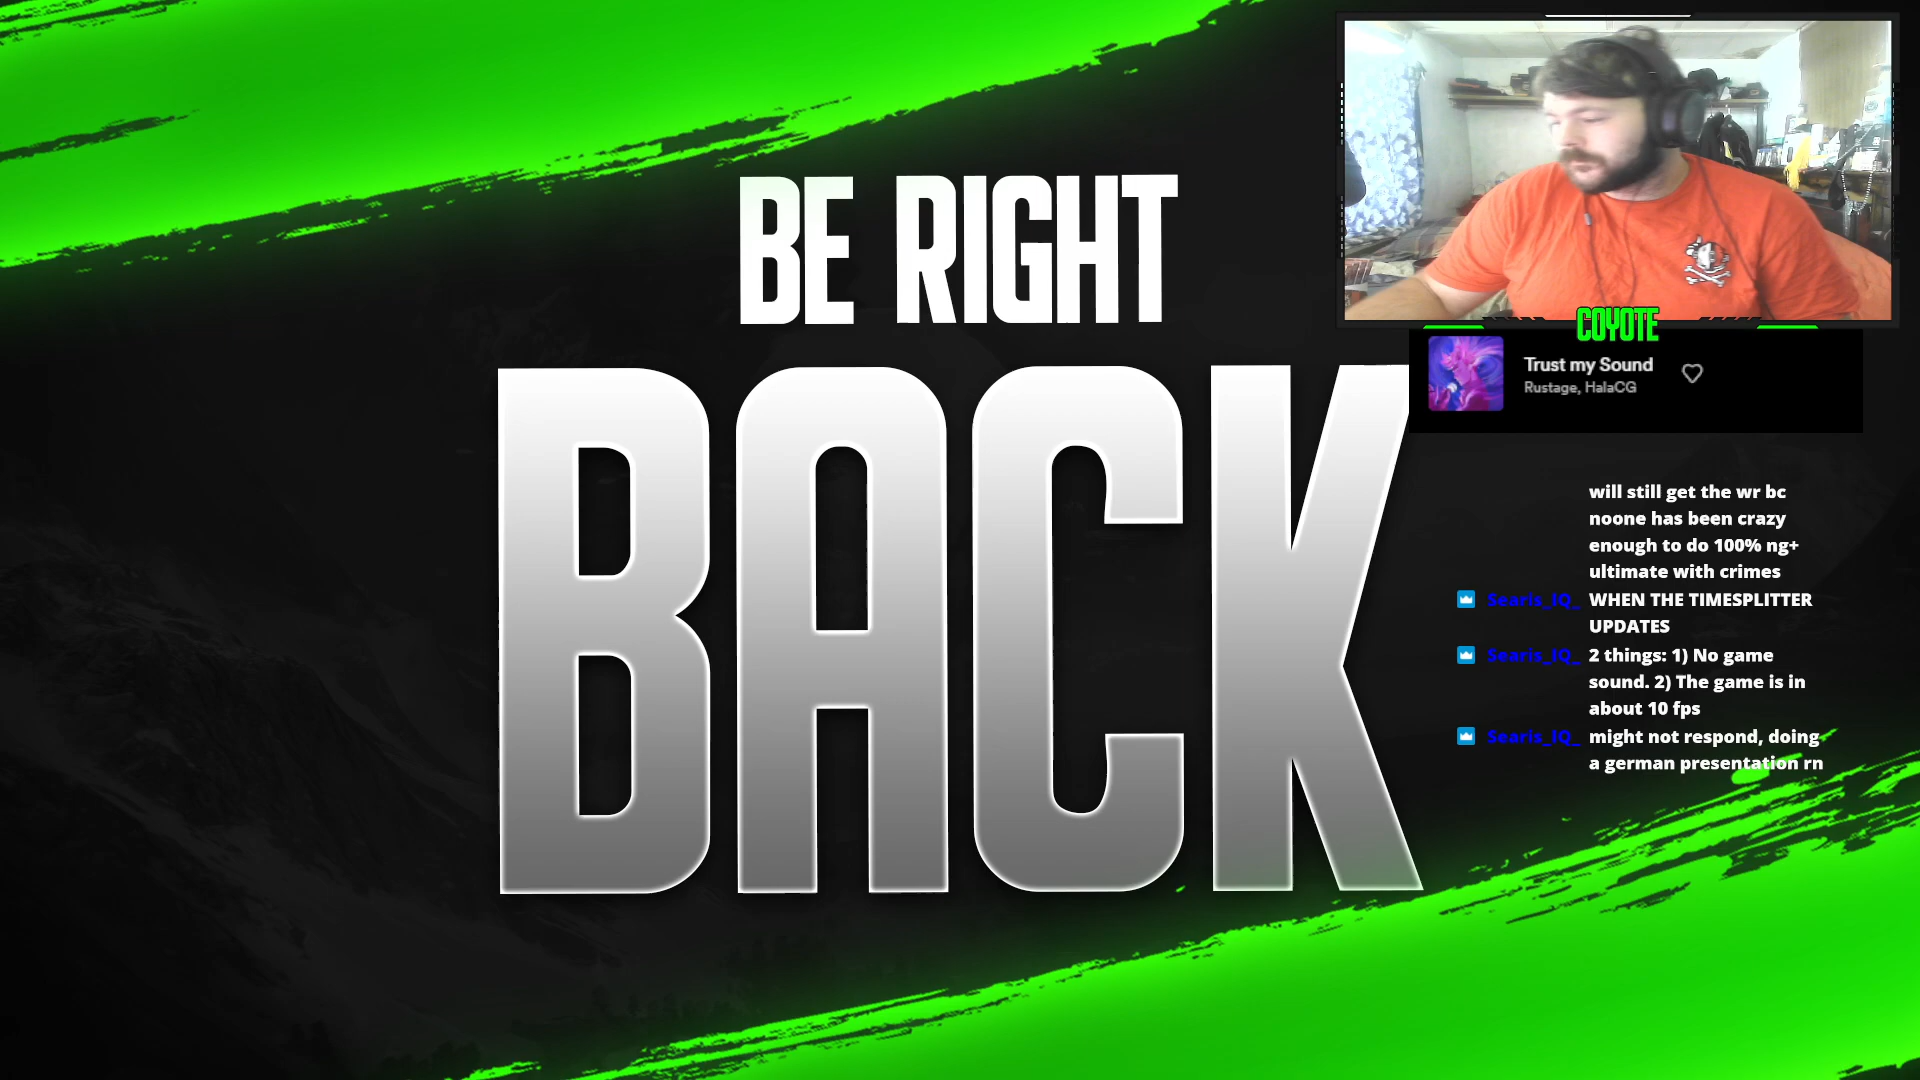 BE RIGHT
BACK
COYOTE
Trust my Sound
Rustage, HalaCG
will still get the wr bc
noone has been crazy
enough to do 100% ng+
ultimate with crimes
Searis_IQ_ WHEN THE TIMESPLITTER
UPDATES
Searis_IQ_ 2 things: 1) No game
sound. 2) The game is in
about 10 fps
Searis_IQ_ might not respond, doing
a german presentation rn